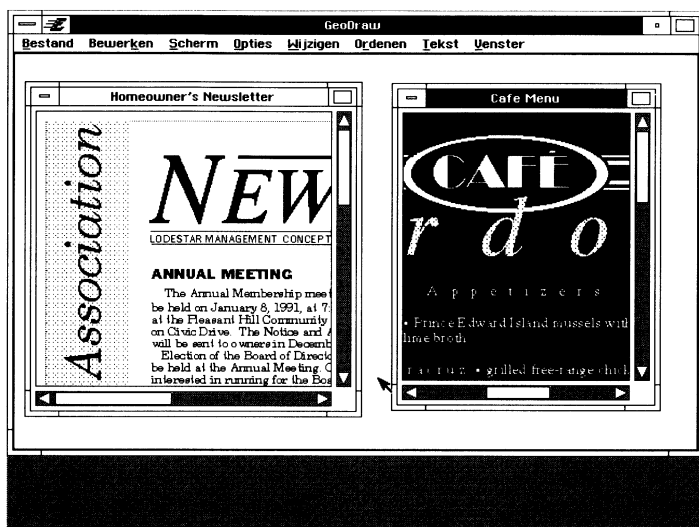 GeoDraw
Bestand Bewerken Scherm Opties Wijzigen Ordenen Tekst Venster
Homeowner's Newsletter
Association
NEW
LODESTAR MANAGEMENT CONCEPT
ANNUAL MEETING
The Annual Membership meet
be held on January 8, 1991, at 7:
at the Pleasant Hill Community
on Civic Drive. The Notice and A
will be sent to owners in Decemb
Election of the Board of Directo
be held at the Annual Meeting. C
interested in running for the Boa
Cafe Menu
CAFÉ
r d o
Appetizers
• Prince Edward Island mussels with
lime broth
• grilled free-range chick